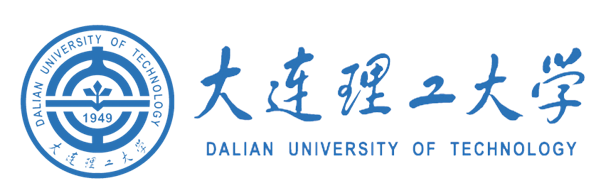 DALIAN UNIVERSITY OF TECHNOLOGY
1949
大连理工大学
大连理工大学
DALIAN UNIVERSITY OF TECHNOLOGY